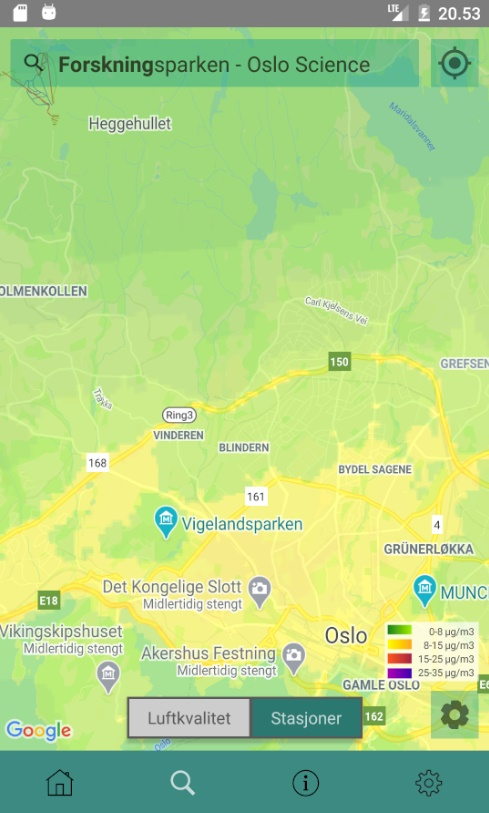 LTE 20.53
Forskningsparken - Oslo Science
Heggehullet
Maridalsvannet
OLMENKOLLEN
Carl Kjelsens Vei
150
GREFSEN
Trikka
Ring3
VINDEREN
BLINDERN
168
BYDEL SAGENE
161
Vigelandsparken
4
GRÜNERLØKKA
Det Kongelige Slott
Midlertidig stengt
E18
MUNC
Vikingskipshuset
Midlertidig stengt
Oslo
0-8 µg/m3
8-15 µg/m3
15-25 µg/m3
25-35 µg/m3
Akershus Festning
Midlertidig stengt
GAMLE OSLO
E6
Luftkvalitet
Stasjoner
162
Google